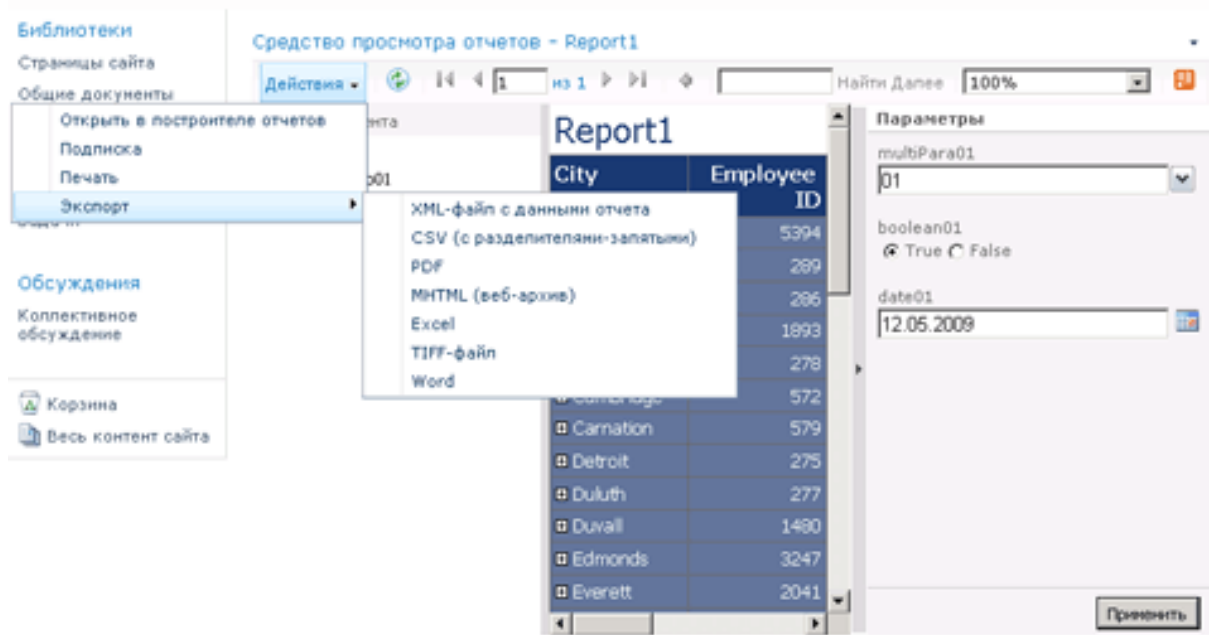 Библиотеки
Страницы сайта
Общие документы
Средство просмотра отчетов - Report1
Действия
1
из 1
Найти Далее
100%
Открыть в построителе отчетов
Подписка
Печать
Экспорт
XML-файл с данными отчета
CSV (с разделителями-запятыми)
PDF
MHTML (веб-архив)
Excel
TIFF-файл
Word
Обсуждения
Коллективное
обсуждение
Корзина
Весь контент сайта
Report1
City Employee
ID
5394
289
286
1893
278
572
Carnation 579
Detroit 275
Duluth 277
Duvall 1480
Edmonds 3247
Everett 2041
Параметры
multiPara01
01
boolean01
True False
date01
12.05.2009
Применить